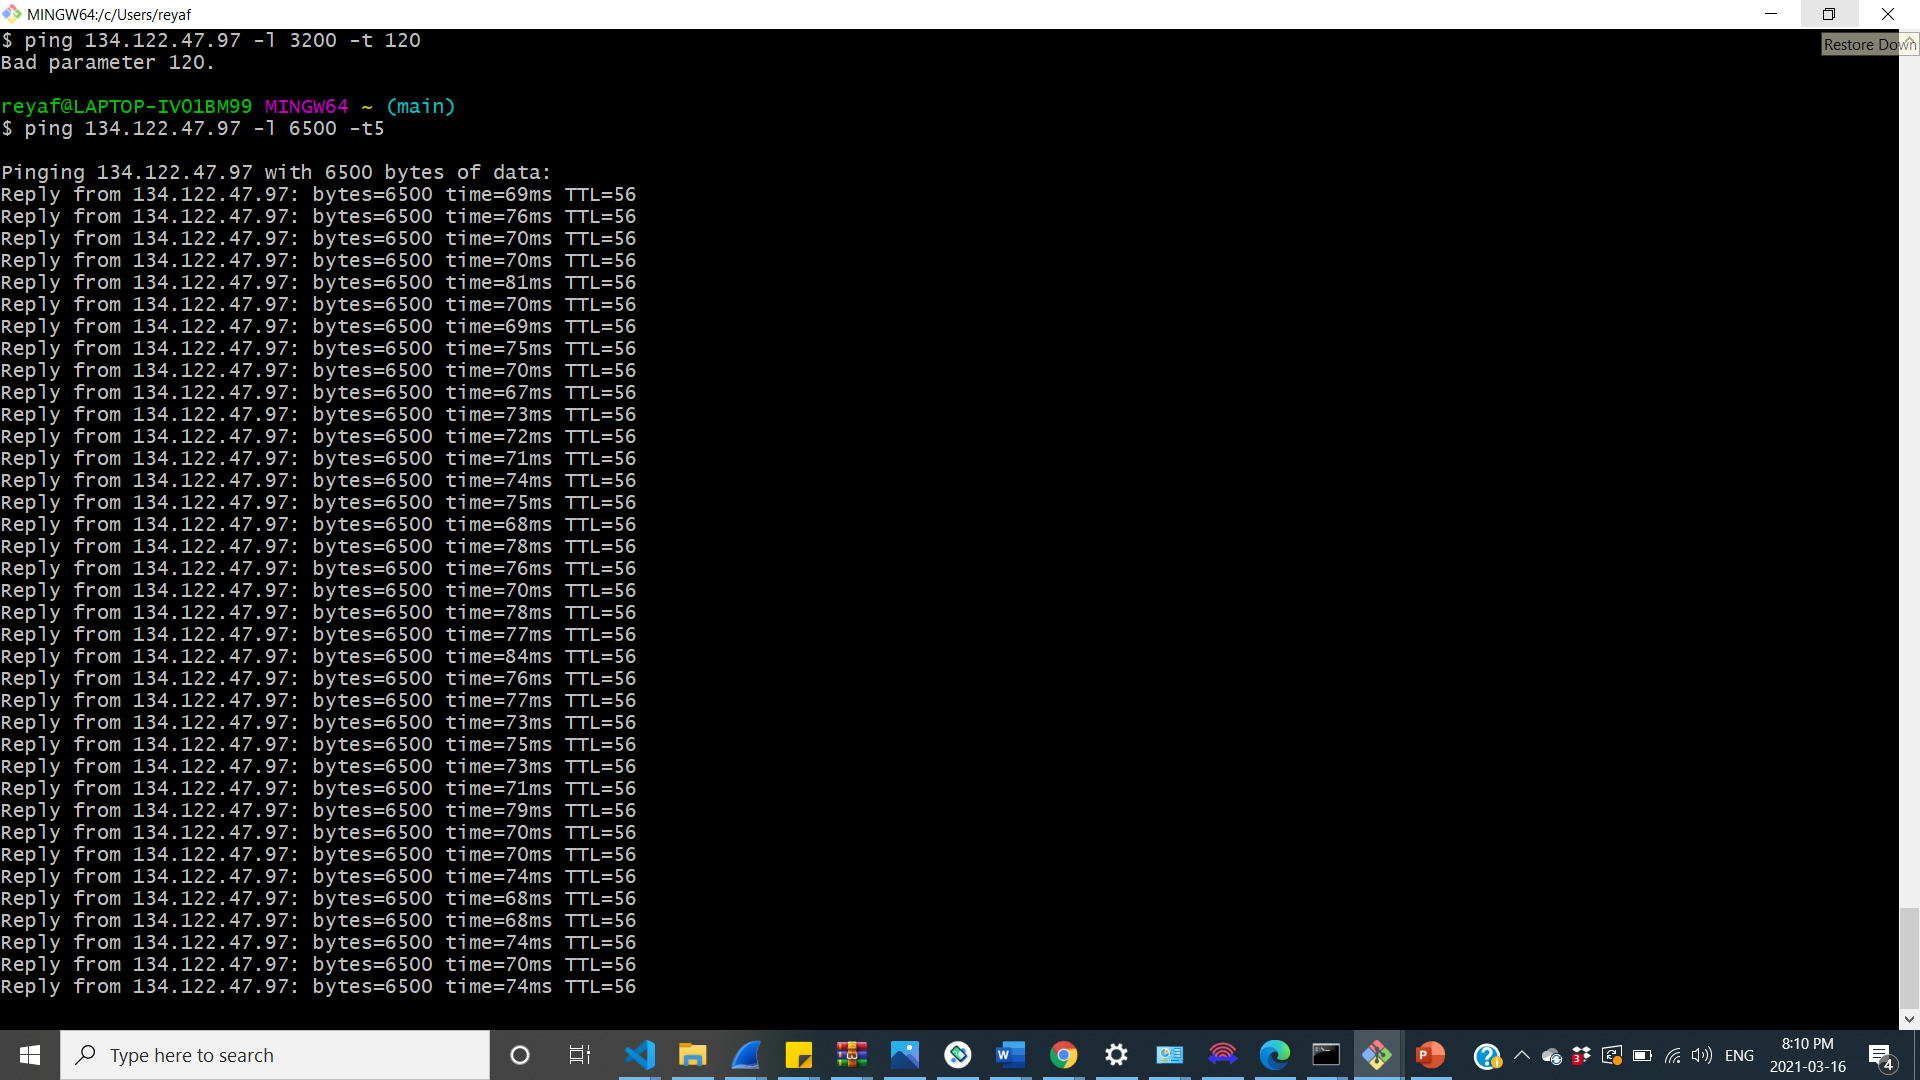 MINGW64:/c/Users/reyaf
$ ping 134.122.47.97 -l 3200 -t 120
Restore Down
Bad parameter 120.
reyaf@LAPTOP-IVO1BM99 MINGW64 ~ (main)
$ ping 134.122.47.97 -l 6500 -t5
Pinging 134.122.47.97 with 6500 bytes of data:
Reply from 134.122.47.97: bytes=6500 time=69ms TTL=56
Reply from 134.122.47.97: bytes=6500 time=76ms TTL=56
Reply from 134.122.47.97: bytes=6500 time=70ms TTL=56
Reply from 134.122.47.97: bytes=6500 time=70ms TTL=56
Reply from 134.122.47.97: bytes=6500 time=81ms TTL=56
Reply from 134.122.47.97: bytes=6500 time=70ms TTL=56
Reply from 134.122.47.97: bytes=6500 time=69ms TTL=56
Reply from 134.122.47.97: bytes=6500 time=75ms TTL=56
Reply from 134.122.47.97: bytes=6500 time=70ms TTL=56
Reply from 134.122.47.97: bytes=6500 time=67ms TTL=56
Reply from 134.122.47.97: bytes=6500 time=73ms TTL=56
Reply from 134.122.47.97: bytes=6500 time=72ms TTL=56
Reply from 134.122.47.97: bytes=6500 time=71ms TTL=56
Reply from 134.122.47.97: bytes=6500 time=74ms TTL=56
Reply from 134.122.47.97: bytes=6500 time=75ms TTL=56
Reply from 134.122.47.97: bytes=6500 time=68ms TTL=56
Reply from 134.122.47.97: bytes=6500 time=78ms TTL=56
Reply from 134.122.47.97: bytes=6500 time=76ms TTL=56
Reply from 134.122.47.97: bytes=6500 time=70ms TTL=56
Reply from 134.122.47.97: bytes=6500 time=78ms TTL=56
Reply from 134.122.47.97: bytes=6500 time=77ms TTL=56
Reply from 134.122.47.97: bytes=6500 time=84ms TTL=56
Reply from 134.122.47.97: bytes=6500 time=76ms TTL=56
Reply from 134.122.47.97: bytes=6500 time=77ms TTL=56
Reply from 134.122.47.97: bytes=6500 time=73ms TTL=56
Reply from 134.122.47.97: bytes=6500 time=75ms TTL=56
Reply from 134.122.47.97: bytes=6500 time=73ms TTL=56
Reply from 134.122.47.97: bytes=6500 time=71ms TTL=56
Reply from 134.122.47.97: bytes=6500 time=79ms TTL=56
Reply from 134.122.47.97: bytes=6500 time=70ms TTL=56
Reply from 134.122.47.97: bytes=6500 time=70ms TTL=56
Reply from 134.122.47.97: bytes=6500 time=74ms TTL=56
Reply from 134.122.47.97: bytes=6500 time=68ms TTL=56
Reply from 134.122.47.97: bytes=6500 time=68ms TTL=56
Reply from 134.122.47.97: bytes=6500 time=74ms TTL=56
Reply from 134.122.47.97: bytes=6500 time=70ms TTL=56
Reply from 134.122.47.97: bytes=6500 time=74ms TTL=56
Type here to search
ENG
8:10 PM
2021-03-16
4